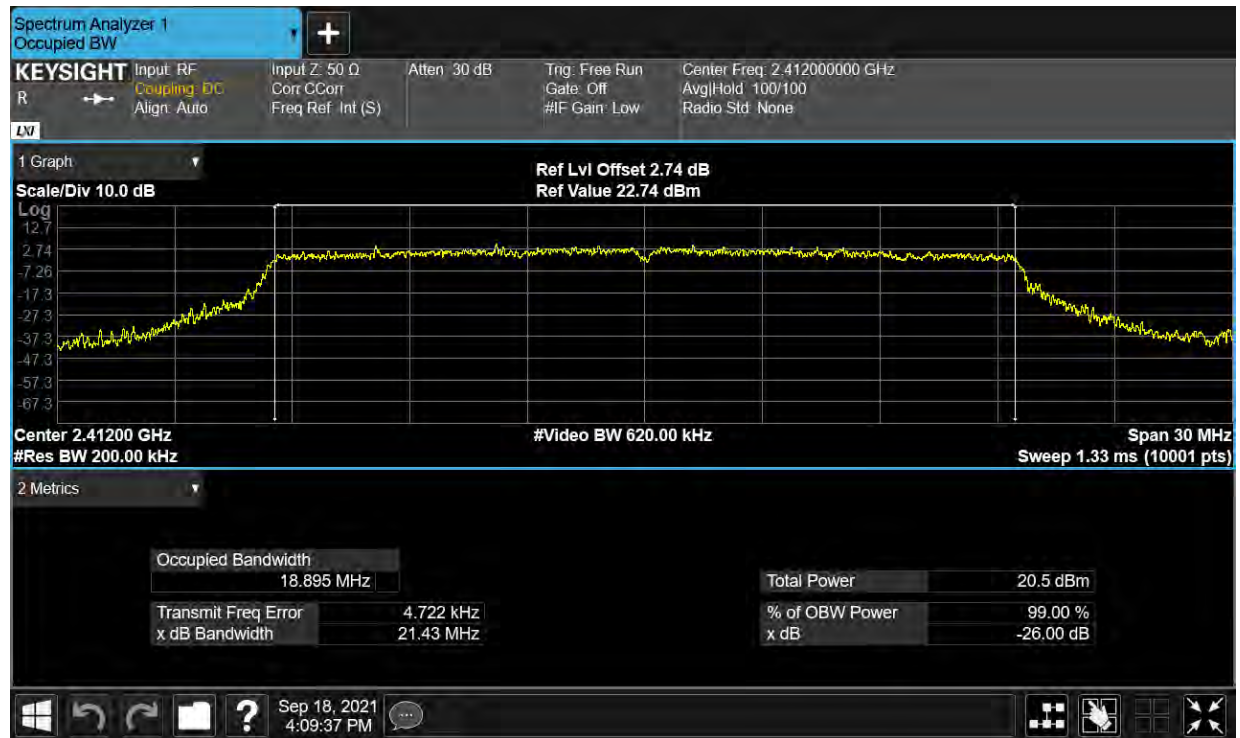 Spectrum Analyzer 1
Occupied BW
+
KEYSIGHT Input: RF Input Z: 50 Ω Atten: 30 dB Trig: Free Run Center Freq: 2.412000000 GHz
R Coupling: DC Corr CCorr Gate: Off Avg|Hold: 100/100
Align: Auto Freq Ref: Int (S) #IF Gain: Low Radio Std: None
LXI
1 Graph
Ref Lvl Offset 2.74 dB
Scale/Div 10.0 dB Ref Value 22.74 dBm
Log
12.7
2.74
-7.26
-17.3
-27.3
-37.3
-47.3
-57.3
-67.3
Center 2.41200 GHz #Video BW 620.00 kHz Span 30 MHz
#Res BW 200.00 kHz Sweep 1.33 ms (10001 pts)
2 Metrics
Occupied Bandwidth
18.895 MHz Total Power 20.5 dBm
Transmit Freq Error 4.722 kHz % of OBW Power 99.00 %
x dB Bandwidth 21.43 MHz x dB -26.00 dB
? Sep 18, 2021
4:09:37 PM